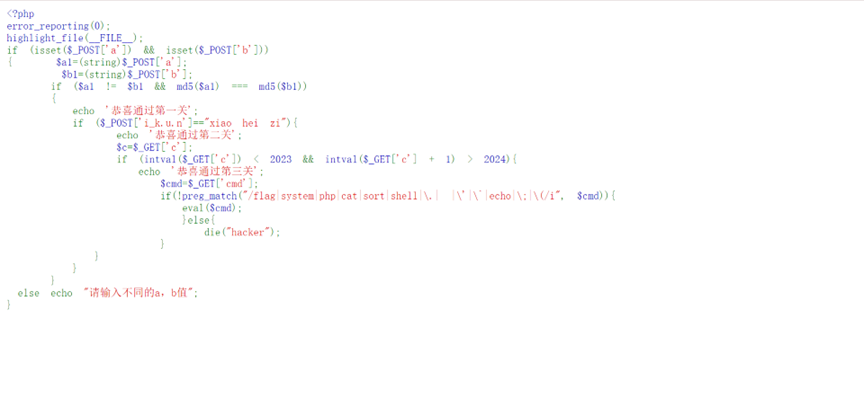 <?php
error_reporting(0);
highlight_file(__FILE__);
if (isset($_POST['a']) && isset($_POST['b']))
{ $a1=(string)$_POST['a'];
$b1=(string)$_POST['b'];
if ($a1 != $b1 && md5($a1) === md5($b1))
{
echo '恭喜通过第一关';
if ($_POST['i_k.u.n']=="xiao hei zi"){
echo '恭喜通过第二关';
$c=$_GET['c'];
if (intval($_GET['c']) < 2023 && intval($_GET['c'] + 1) > 2024){
echo '恭喜通过第三关';
$cmd=$_GET['cmd'];
if(!preg_match("/flag|system|php|cat|sort|shell|\.| |\'|\`|echo|\;|\(/i", $cmd)){
eval($cmd);
}else{
die("hacker");
}
}
}
}
else echo "请输入不同的a，b值";
}